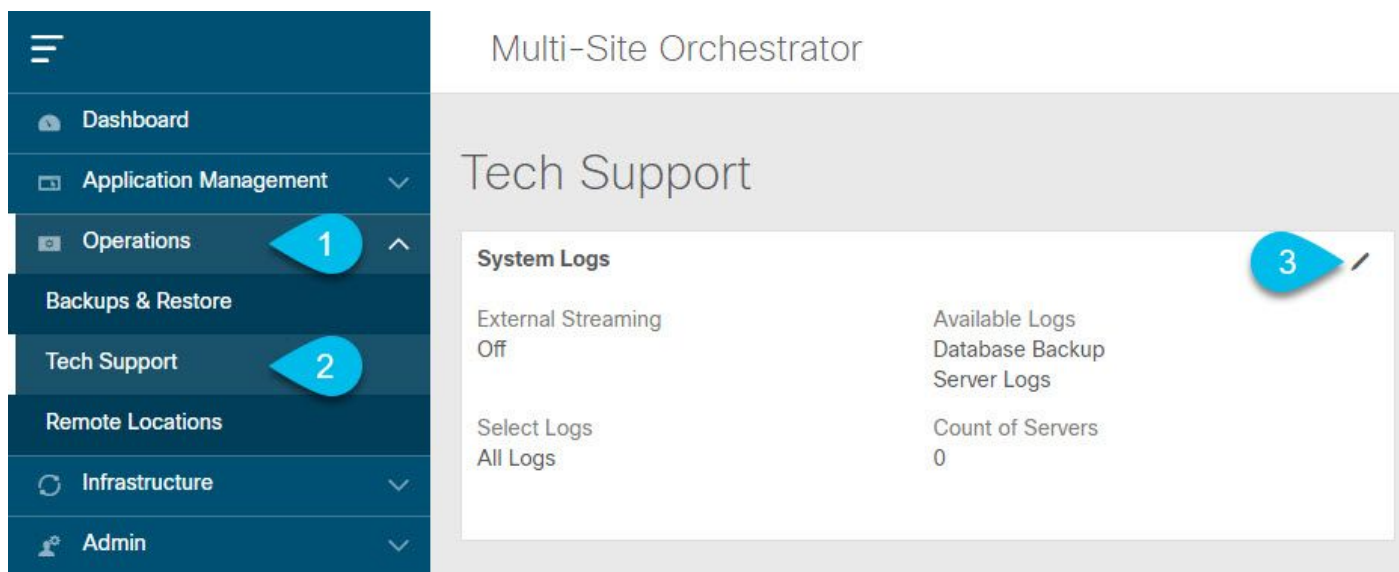 Multi-Site Orchestrator
Dashboard
Application Management
Operations
1
Backups & Restore
Tech Support
2
Remote Locations
Infrastructure
Admin
Tech Support
System Logs
3
External Streaming
Off
Available Logs
Database Backup
Server Logs
Select Logs
All Logs
Count of Servers
0